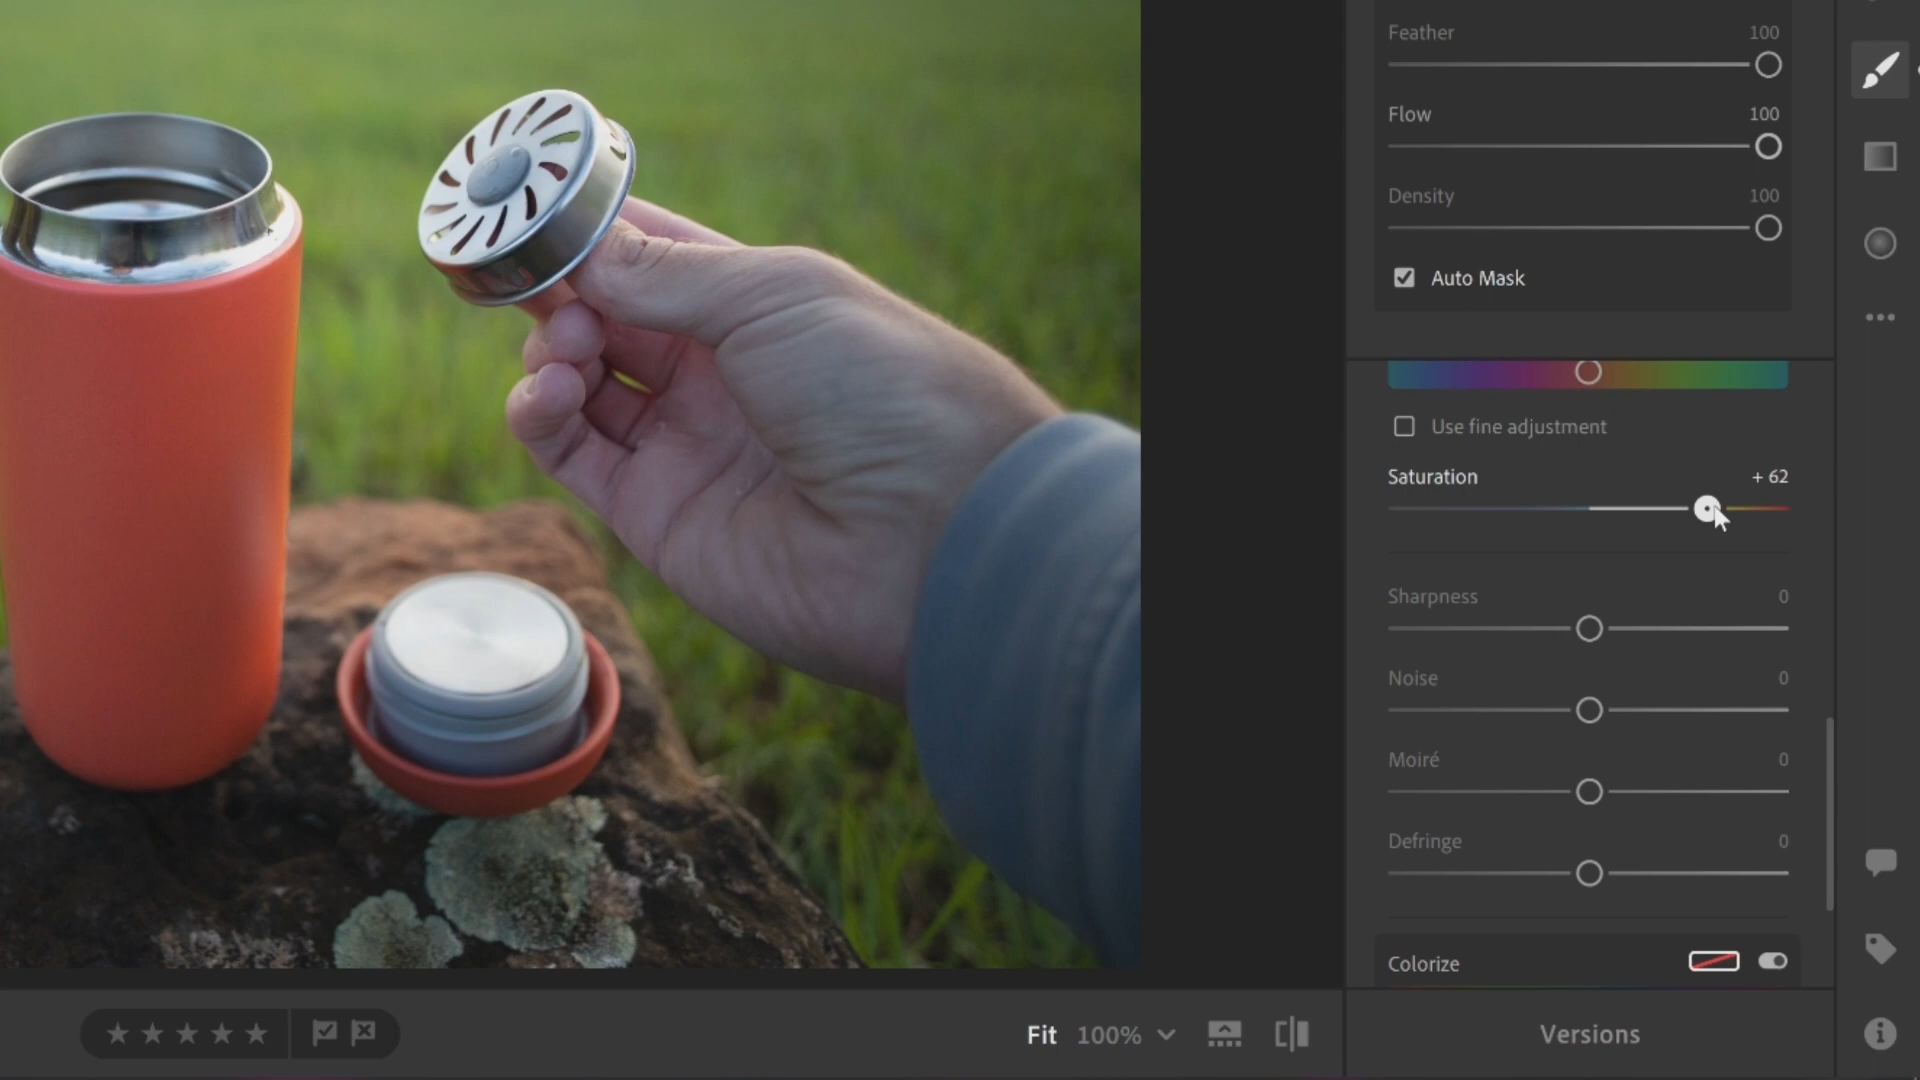 Feather 100
Flow 100
Density 100
Auto Mask
Use fine adjustment
Saturation + 62
Sharpness 0
Noise 0
Moiré 0
Defringe 0
Colorize
Fit 100%
Versions